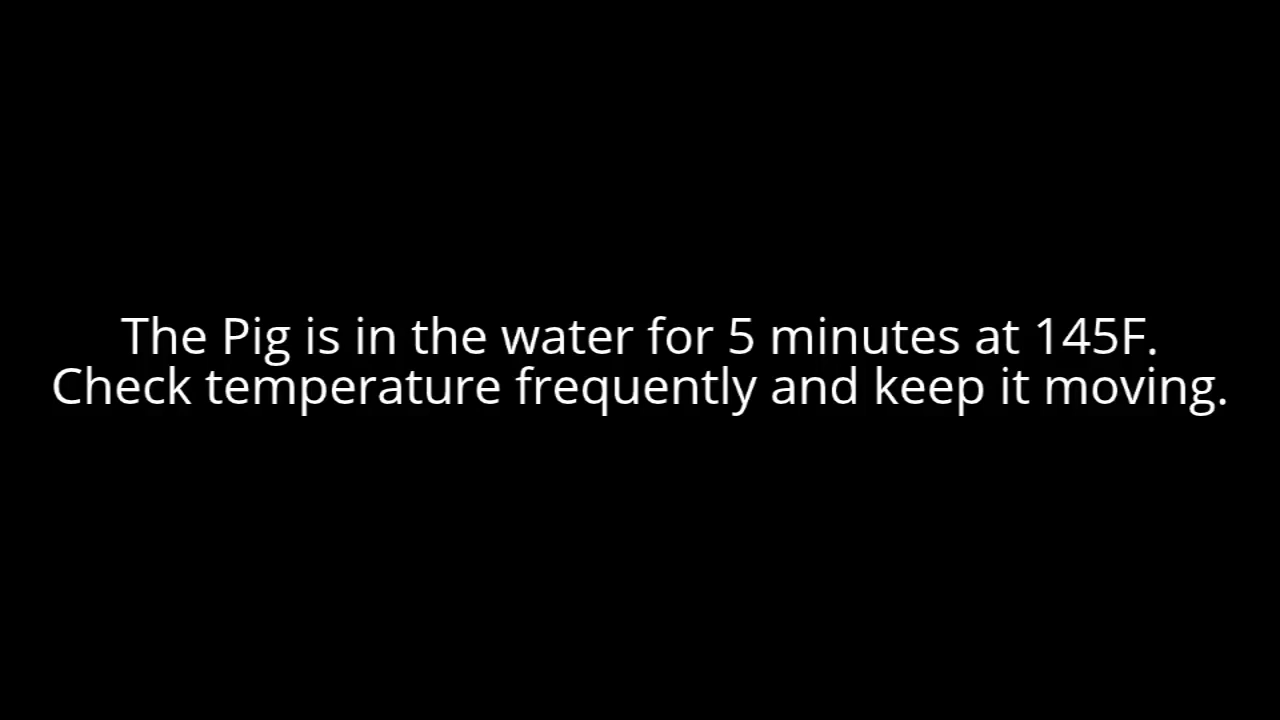 The Pig is in the water for 5 minutes at 145F.
Check temperature frequently and keep it moving.